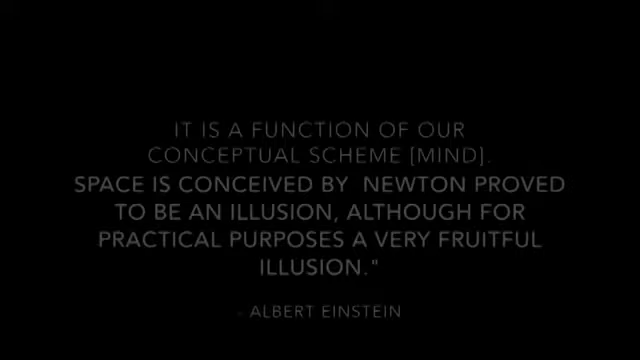 IT IS A FUNCTION OF OUR
CONCEPTUAL SCHEME [MIND].
SPACE IS CONCEIVED BY  NEWTON PROVED
TO BE AN ILLUSION, ALTHOUGH FOR
PRACTICAL PURPOSES A VERY FRUITFUL
ILLUSION."
- ALBERT EINSTEIN